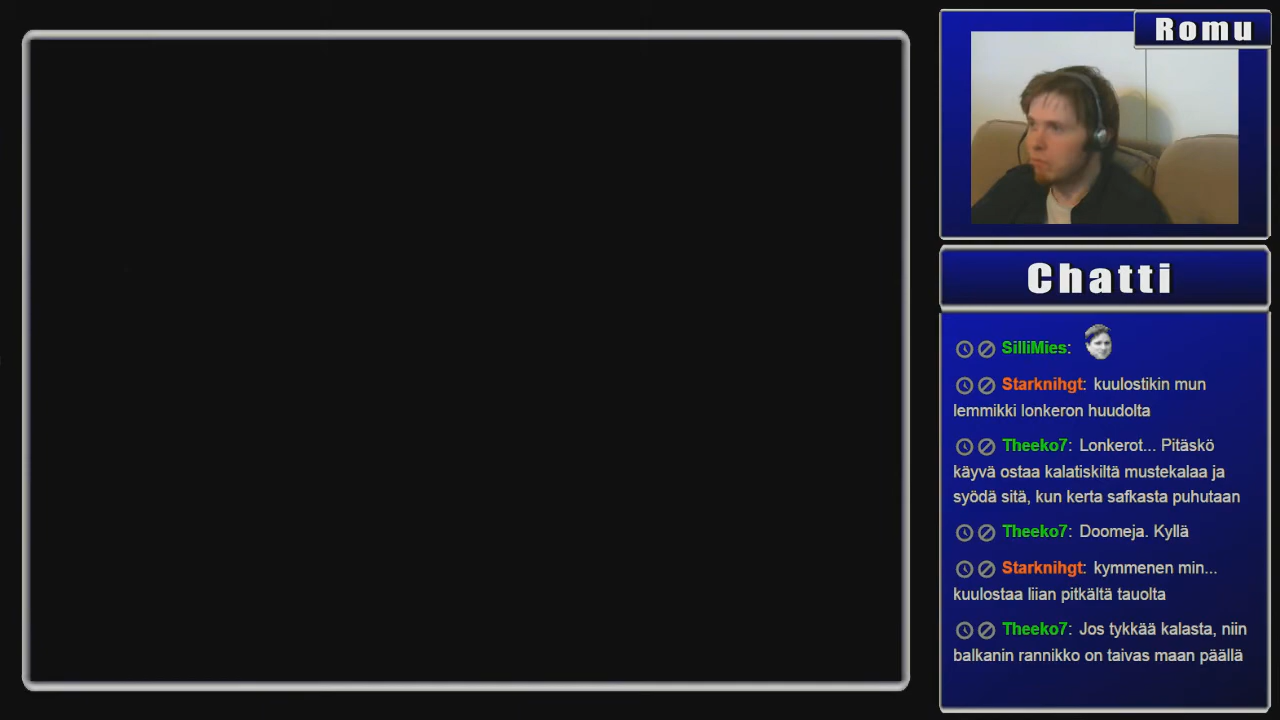 Romu
Chatti
SilliMies:
Starknihgt: kuulostikin mun
lemmikki lonkeron huudolta
Theeko7: Lonkerot... Pitäskö
käyvä ostaa kalatiskiltä mustekalaa ja
syödä sitä, kun kerta safkasta puhutaan
Theeko7: Doomeja. Kyllä
Starknihgt: kymmenen min...
kuulostaa liian pitkältä tauolta
Theeko7: Jos tykkää kalasta, niin
balkanin rannikko on taivas maan päällä